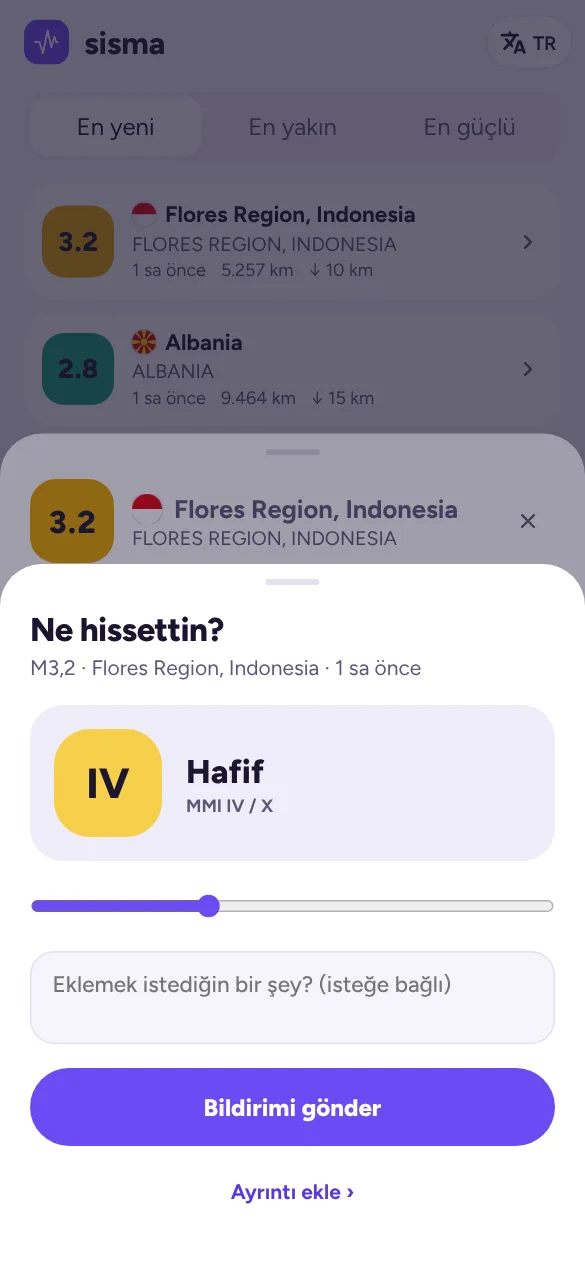 sisma
TR
En yeni
En yakın
En güçlü
3.2
Flores Region, Indonesia
FLORES REGION, INDONESIA
1 sa önce 5.257 km ↓ 10 km
2.8
Albania
ALBANIA
1 sa önce 9.464 km ↓ 15 km
3.2
Flores Region, Indonesia
FLORES REGION, INDONESIA
Ne hissettin?
M3,2 · Flores Region, Indonesia · 1 sa önce
IV
Hafif
MMI IV / X
Eklemek istediğin bir şey? (isteğe bağlı)
Bildirimi gönder
Ayrıntı ekle ›